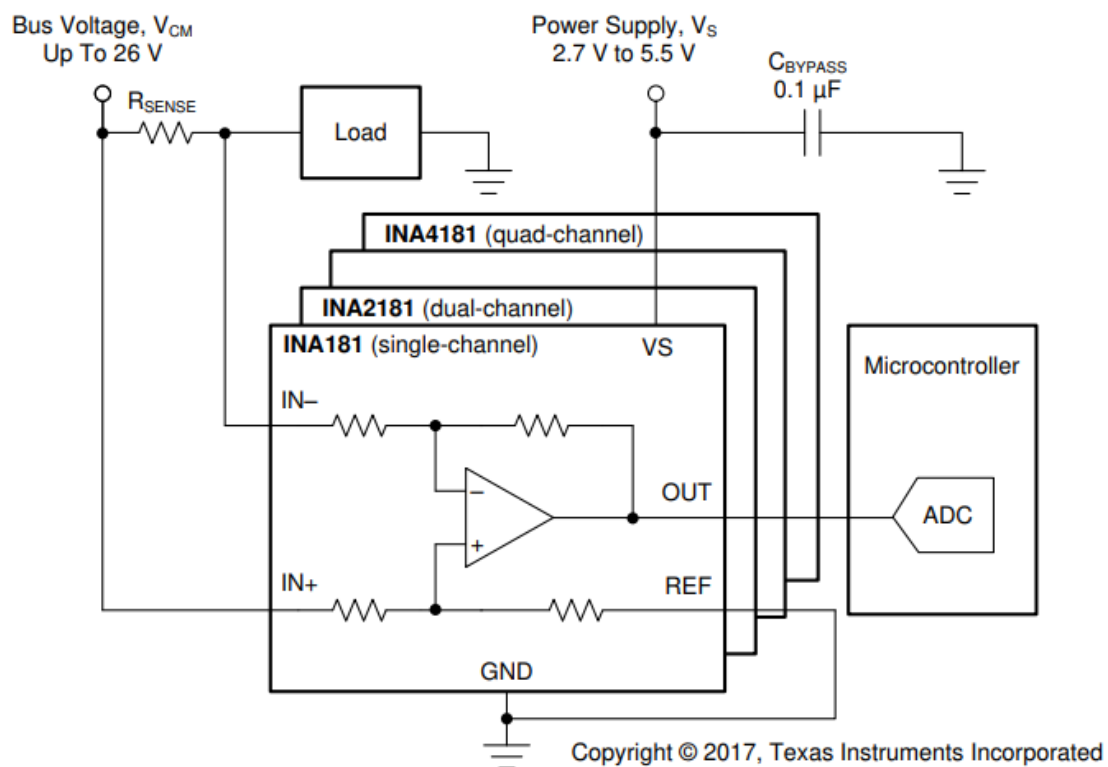 Bus Voltage, VCM
Up To 26 V
Power Supply, VS
2.7 V to 5.5 V
CBYPASS
0.1 µF
RSENSE
Load
INA4181 (quad-channel)
INA2181 (dual-channel)
INA181 (single-channel)
VS
Microcontroller
IN–
–
OUT
ADC
+
IN+
REF
GND
Copyright © 2017, Texas Instruments Incorporated